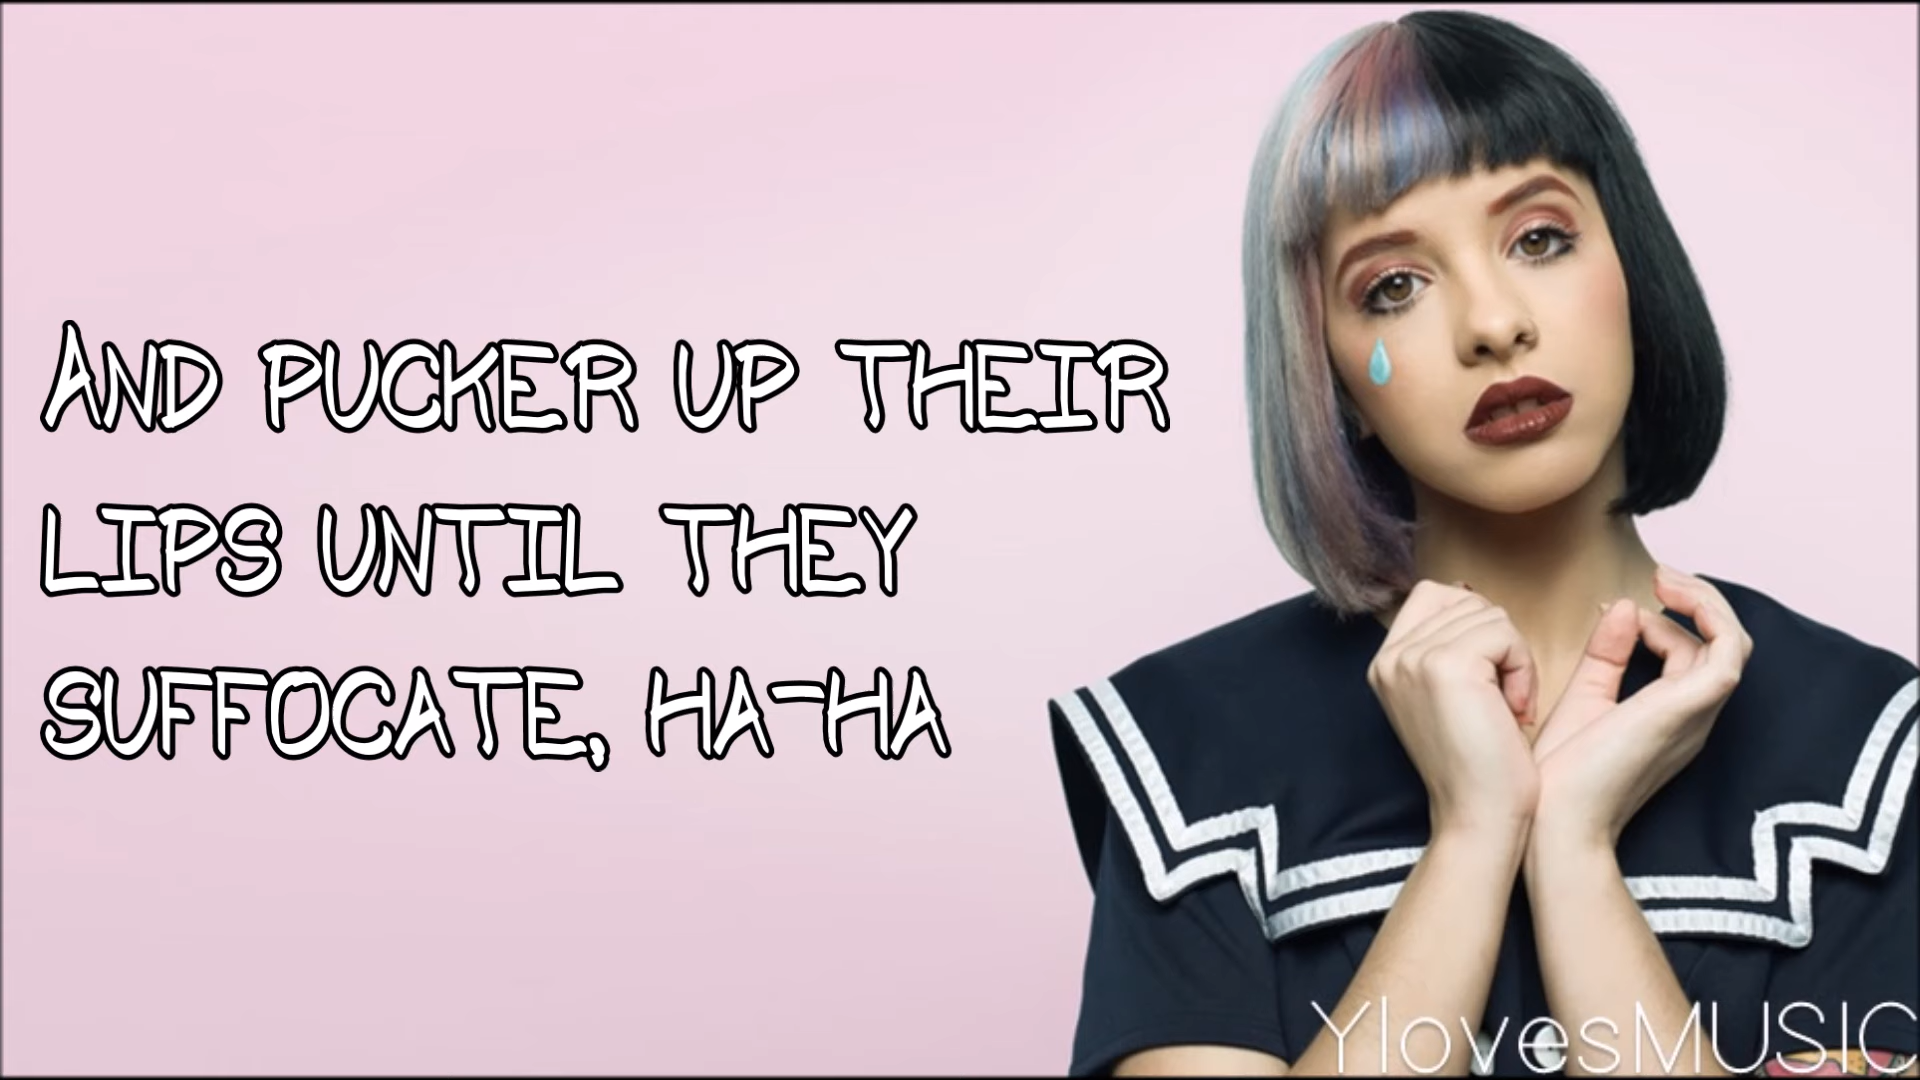 AND PUCKER UP THEIR
LIPS UNTIL THEY
SUFFOCATE, HA-HA
YlovesMUSIC